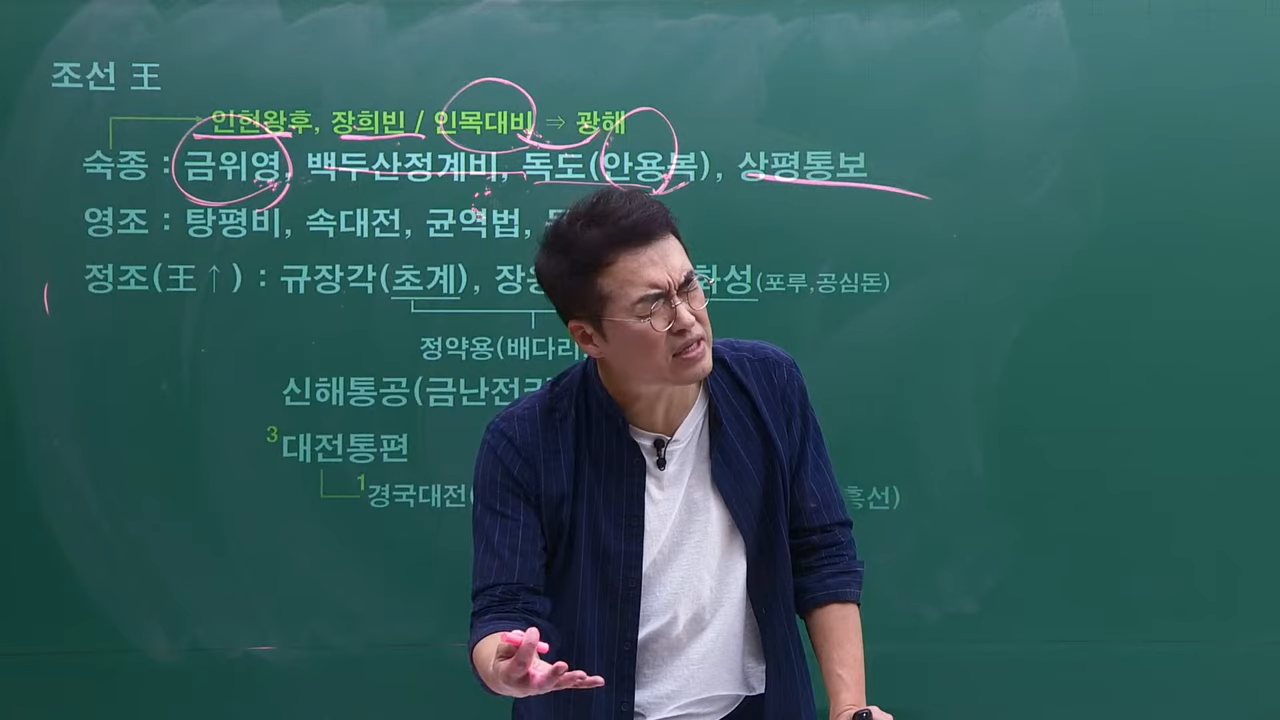 조선 王
인현왕후, 장희빈 / 인목대비 → 광해
숙종 : 금위영, 백두산정계비, 독도(안용복), 상평통보
영조 : 탕평비, 속대전, 균역법,
정조(王↑) : 규장각(초계), 장 화성(포루,공심돈)
정약용(배다리,
신해통공(금난전
3 대전통편
1 경국대전( 흥선)